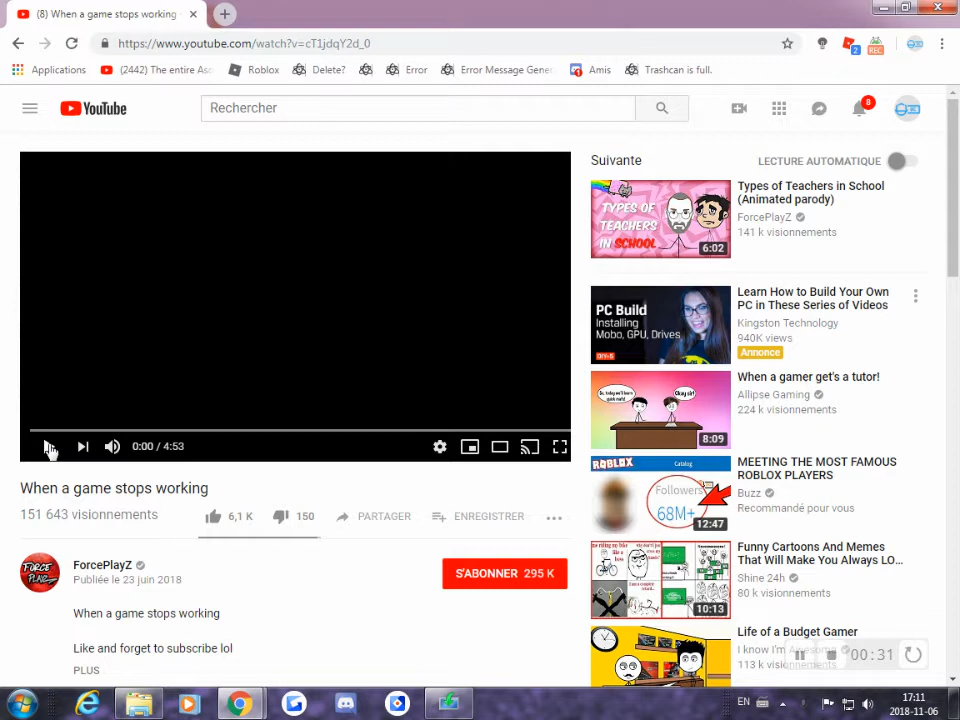 (8) When a game stops working
https://www.youtube.com/watch?v=cT1jdqY2d_0
2
REC
Applications
(2442) The entire Aso
Roblox
Delete?
Error
Error Message Gene
Amis
Trashcan is full.
YouTube
Rechercher
8
Suivante
LECTURE AUTOMATIQUE
TYPES OF
TEACHERS
IN SCHOOL
6:02
Types of Teachers in School
(Animated parody)
ForcePlayZ
141 k visionnements
PC Build
Installing
Mobo, GPU, Drives
Learn How to Build Your Own
PC in These Series of Videos
Kingston Technology
940K views
Annonce
8:09
When a gamer get's a tutor!
Allipse Gaming
224 k visionnements
ROBLOX
Catalog
Followers
68M+
12:47
MEETING THE MOST FAMOUS
ROBLOX PLAYERS
Buzz
Recommandé pour vous
10:13
Funny Cartoons And Memes
That Will Make You Always LO...
Shine 24h
80 k visionnements
Life of a Budget Gamer
I know I'm
113 k visionnements
00:31
0:00 / 4:53
When a game stops working
151 643 visionnements
6,1 K
150
PARTAGER
ENREGISTRER
FORCE
PLAYZ
ForcePlayZ
Publiée le 23 juin 2018
S'ABONNER 295 K
When a game stops working
Like and forget to subscribe lol
PLUS
EN
17:11
2018-11-06